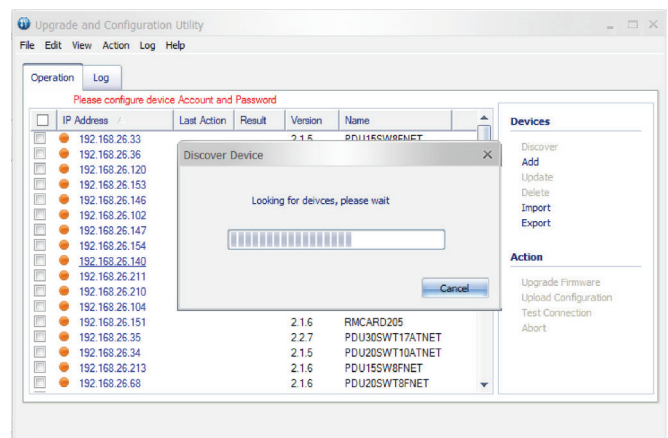 Upgrade and Configuration Utility
File Edit View Action Log Help
Operation Log
Please configure device Account and Password
IP Address Last Action Result Version Name
192.168.26.33 2.1.5 PDU15SW8FNET
192.168.26.36
192.168.26.120
192.168.26.153
192.168.26.146
192.168.26.102
192.168.26.147
192.168.26.154
192.168.26.140
192.168.26.211
192.168.26.210
192.168.26.104
192.168.26.151 2.1.6 RMCARD205
192.168.26.35 2.2.7 PDU30SWT17ATNET
192.168.26.34 2.1.5 PDU20SWT10ATNET
192.168.26.213 2.1.6 PDU15SW8FNET
192.168.26.68 2.1.6 PDU20SWT8FNET
Discover Device
Looking for deivces, please wait
Cancel
Devices
Discover
Add
Update
Delete
Import
Export
Action
Upgrade Firmware
Upload Configuration
Test Connection
Abort